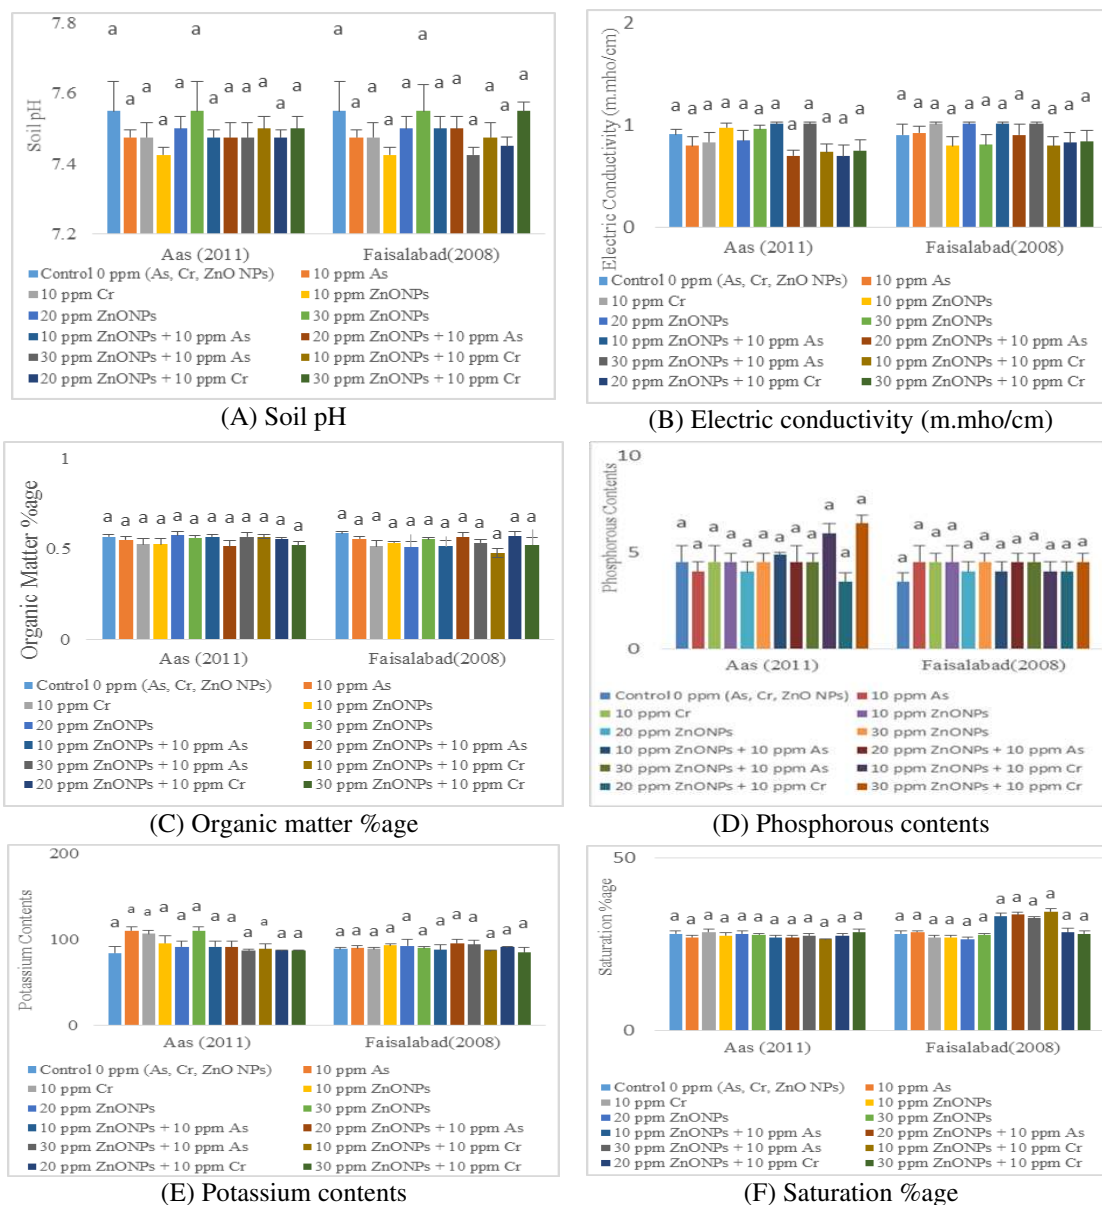 7.8
7.6
7.4
7.2
Soil pH
a a a a a a a a a a a a
a a a a a a a a a a a a
Aas (2011) Faisalabad(2008)
Control 0 ppm (As, Cr, ZnO NPs) 10 ppm As
10 ppm Cr 10 ppm ZnONPs
20 ppm ZnONPs 30 ppm ZnONPs
10 ppm ZnONPs + 10 ppm As 20 ppm ZnONPs + 10 ppm As
30 ppm ZnONPs + 10 ppm As 10 ppm ZnONPs + 10 ppm Cr
20 ppm ZnONPs + 10 ppm Cr 30 ppm ZnONPs + 10 ppm Cr
(A) Soil pH
2
1
0
Electric Conductivity (m.mho/cm)
a a a a a a a a a a a a
a a a a a a a a a a a a
Aas (2011) Faisalabad(2008)
Control 0 ppm (As, Cr, ZnO NPs) 10 ppm As
10 ppm Cr 10 ppm ZnONPs
20 ppm ZnONPs 30 ppm ZnONPs
10 ppm ZnONPs + 10 ppm As 20 ppm ZnONPs + 10 ppm As
30 ppm ZnONPs + 10 ppm As 10 ppm ZnONPs + 10 ppm Cr
20 ppm ZnONPs + 10 ppm Cr 30 ppm ZnONPs + 10 ppm Cr
(B) Electric conductivity (m.mho/cm)
1
0.5
0
Organic Matter %age
a a a a a a a a a a a a
a a a a a a a a a a a a
Aas (2011) Faisalabad(2008)
Control 0 ppm (As, Cr, ZnO NPs) 10 ppm As
10 ppm Cr 10 ppm ZnONPs
20 ppm ZnONPs 30 ppm ZnONPs
10 ppm ZnONPs + 10 ppm As 20 ppm ZnONPs + 10 ppm As
30 ppm ZnONPs + 10 ppm As 10 ppm ZnONPs + 10 ppm Cr
20 ppm ZnONPs + 10 ppm Cr 30 ppm ZnONPs + 10 ppm Cr
(C) Organic matter %age
10
5
0
Phosphorous Contents
a a a a a a a a a a a a
a a a a a a a a a a a a
Aas (2011) Faisalabad(2008)
Control 0 ppm (As, Cr, ZnO NPs) 10 ppm As
10 ppm Cr 10 ppm ZnONPs
20 ppm ZnONPs 30 ppm ZnONPs
10 ppm ZnONPs + 10 ppm As 20 ppm ZnONPs + 10 ppm As
30 ppm ZnONPs + 10 ppm As 10 ppm ZnONPs + 10 ppm Cr
20 ppm ZnONPs + 10 ppm Cr 30 ppm ZnONPs + 10 ppm Cr
(D) Phosphorous contents
200
100
0
Potassium Contents
a a a a a a a a a a a a
a a a a a a a a a a a a
Aas (2011) Faisalabad(2008)
Control 0 ppm (As, Cr, ZnO NPs) 10 ppm As
10 ppm Cr 10 ppm ZnONPs
20 ppm ZnONPs 30 ppm ZnONPs
10 ppm ZnONPs + 10 ppm As 20 ppm ZnONPs + 10 ppm As
30 ppm ZnONPs + 10 ppm As 10 ppm ZnONPs + 10 ppm Cr
20 ppm ZnONPs + 10 ppm Cr 30 ppm ZnONPs + 10 ppm Cr
(E) Potassium contents
50
0
Saturation %age
a a a a a a a a a a a a
a a a a a a a a a a a a
Aas (2011) Faisalabad(2008)
Control 0 ppm (As, Cr, ZnO NPs) 10 ppm As
10 ppm Cr 10 ppm ZnONPs
20 ppm ZnONPs 30 ppm ZnONPs
10 ppm ZnONPs + 10 ppm As 20 ppm ZnONPs + 10 ppm As
30 ppm ZnONPs + 10 ppm As 10 ppm ZnONPs + 10 ppm Cr
20 ppm ZnONPs + 10 ppm Cr 30 ppm ZnONPs + 10 ppm Cr
(F) Saturation %age